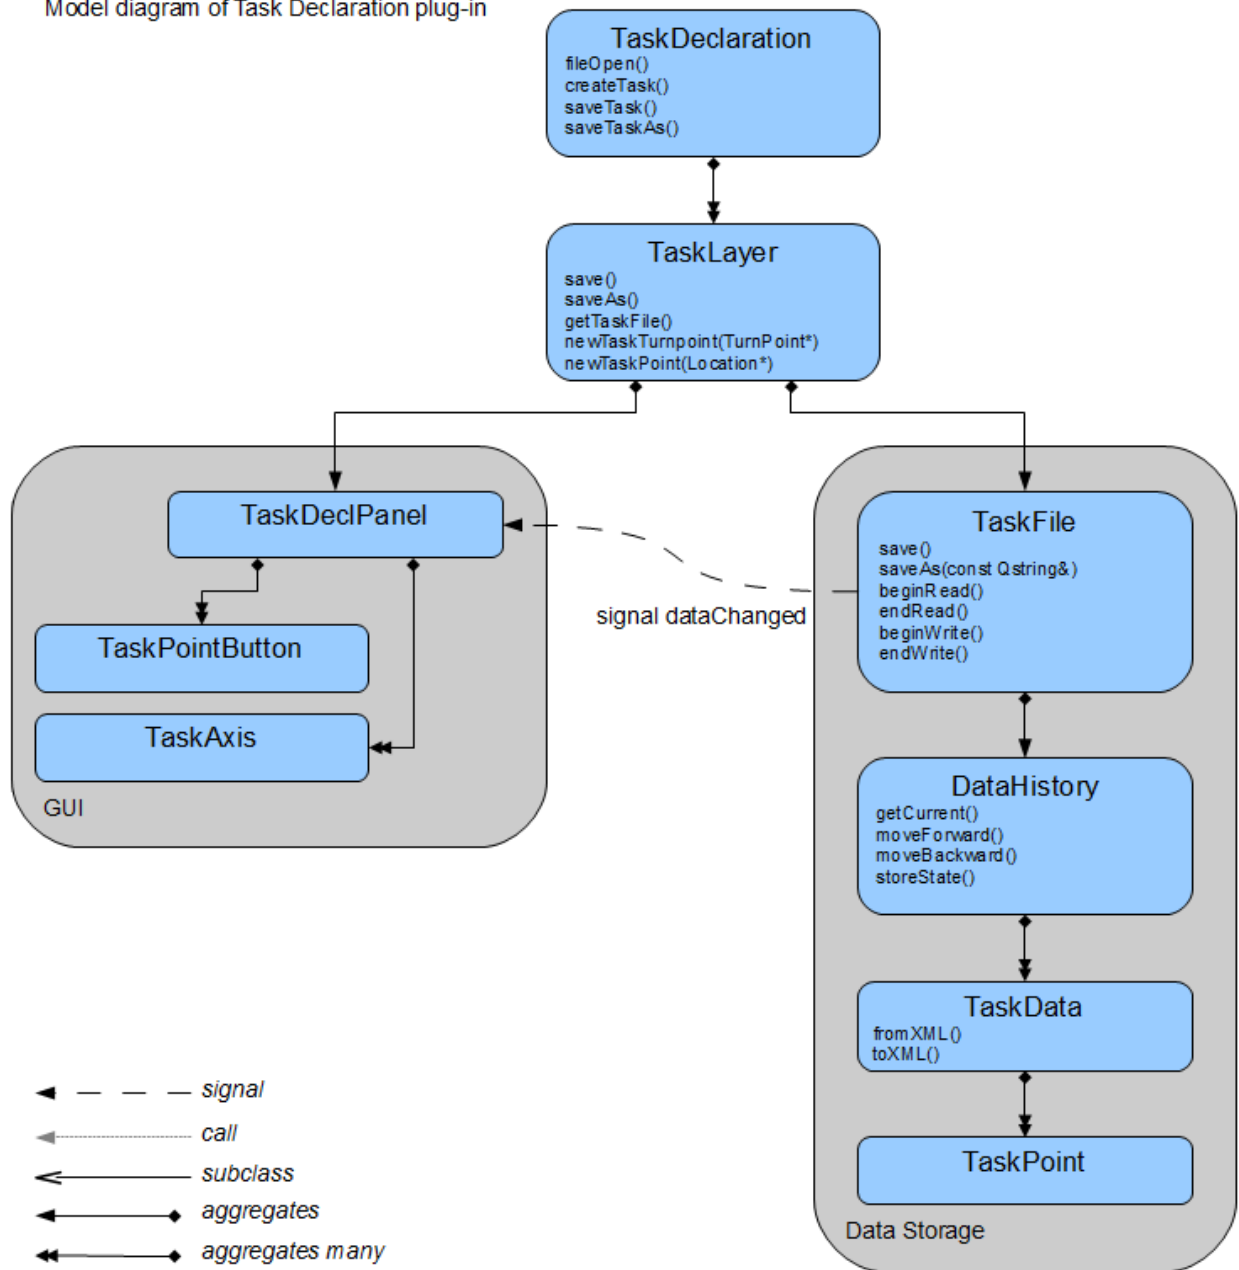 Model diagram of Task Declaration plug-in
TaskDeclaration
fileOpen()
createTask()
saveTask()
saveTaskAs()
TaskLayer
save()
saveAs()
getTaskFile()
newTaskTurnpoint(TurnPoint*)
newTaskPoint(Location*)
TaskDeclPanel
TaskPointButton
TaskAxis
GUI
signal dataChanged
TaskFile
save()
saveAs(const Qstring&)
beginRead()
endRead()
beginWrite()
endWrite()
DataHistory
getCurrent()
moveForward()
moveBackward()
storeState()
TaskData
fromXML()
toXML()
TaskPoint
Data Storage
signal
call
subclass
aggregates
aggregates many